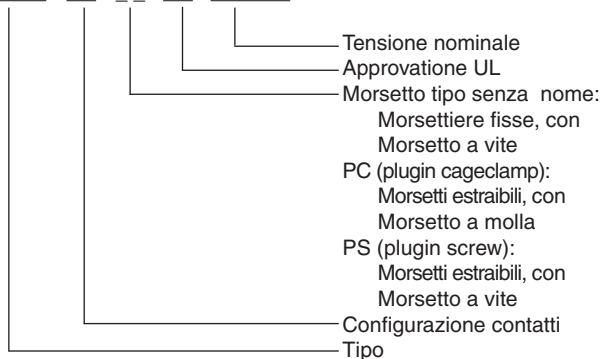 Tensione nominale
Approvatione UL
Morsetto tipo senza nome:
Morsettiere fisse, con
Morsetto a vite
PC (plugin cageclamp):
Morsetti estraibili, con
Morsetto a molla
PS (plugin screw):
Morsetti estraibili, con
Morsetto a vite
Configurazione contatti
Tipo